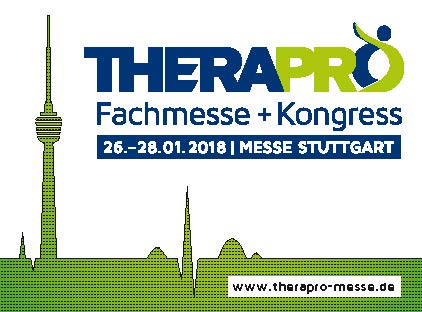 THERAPRO
Fachmesse + Kongress
26.–28.01.2018 | MESSE STUTTGART
www.therapro-messe.de